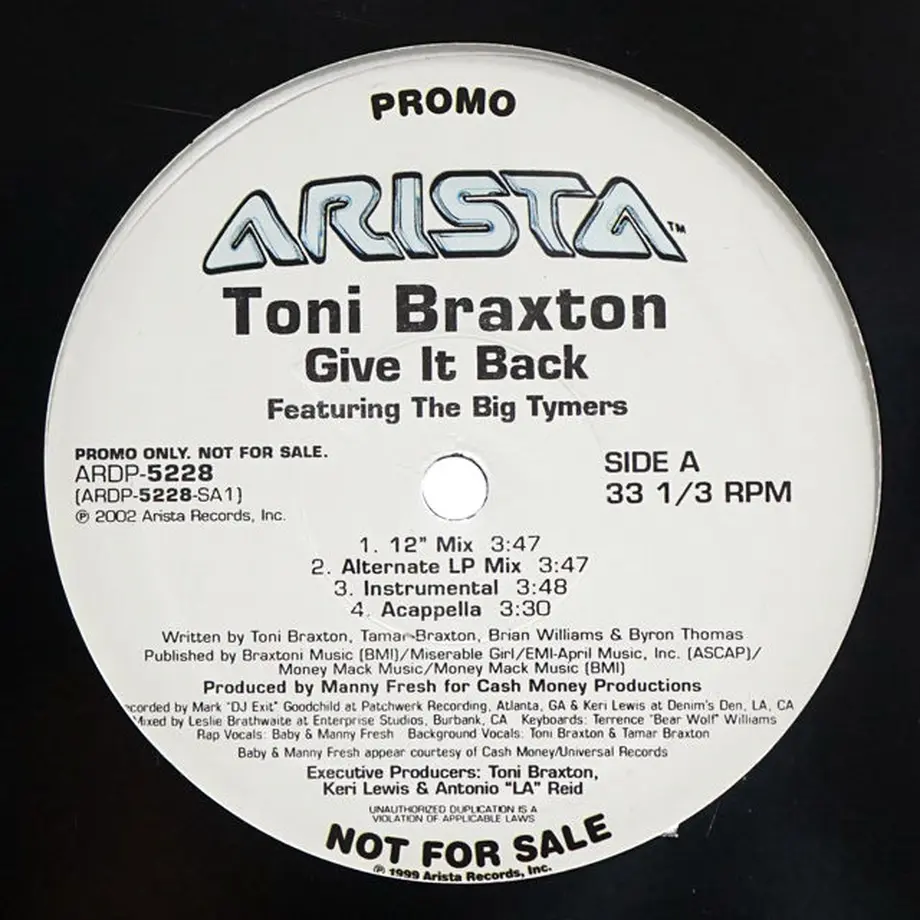 PROMO
ARISTA™
Toni Braxton
Give It Back
Featuring The Big Tymers
PROMO ONLY. NOT FOR SALE.
ARDP-5228
(ARDP-5228-SA1)
℗ 2002 Arista Records, Inc.
SIDE A
33 1/3 RPM
1. 12" Mix 3:47
2. Alternate LP Mix 3:47
3. Instrumental 3:48
4. Acappella 3:30
Written by Toni Braxton, Tamar Braxton, Brian Williams & Byron Thomas
Published by Braxtoni Music (BMI)/Miserable Girl/EMI-April Music, Inc. (ASCAP)/
Money Mack Music/Money Mack Music (BMI)
Produced by Manny Fresh for Cash Money Productions
ecorded by Mark "DJ Exit" Goodchild at Patchwerk Recording, Atlanta, GA & Keri Lewis at Denim's Den, LA, CA
Mixed by Leslie Brathwaite at Enterprise Studios, Burbank, CA Keyboards: Terrence "Bear Wolf" Williams
Rap Vocals: Baby & Manny Fresh Background Vocals: Toni Braxton & Tamar Braxton
Baby & Manny Fresh appear courtesy of Cash Money/Universal Records
Executive Producers: Toni Braxton,
Keri Lewis & Antonio "LA" Reid
UNAUTHORIZED DUPLICATION IS A
VIOLATION OF APPLICABLE LAWS
NOT FOR SALE
℗ 1999 Arista Records, Inc.